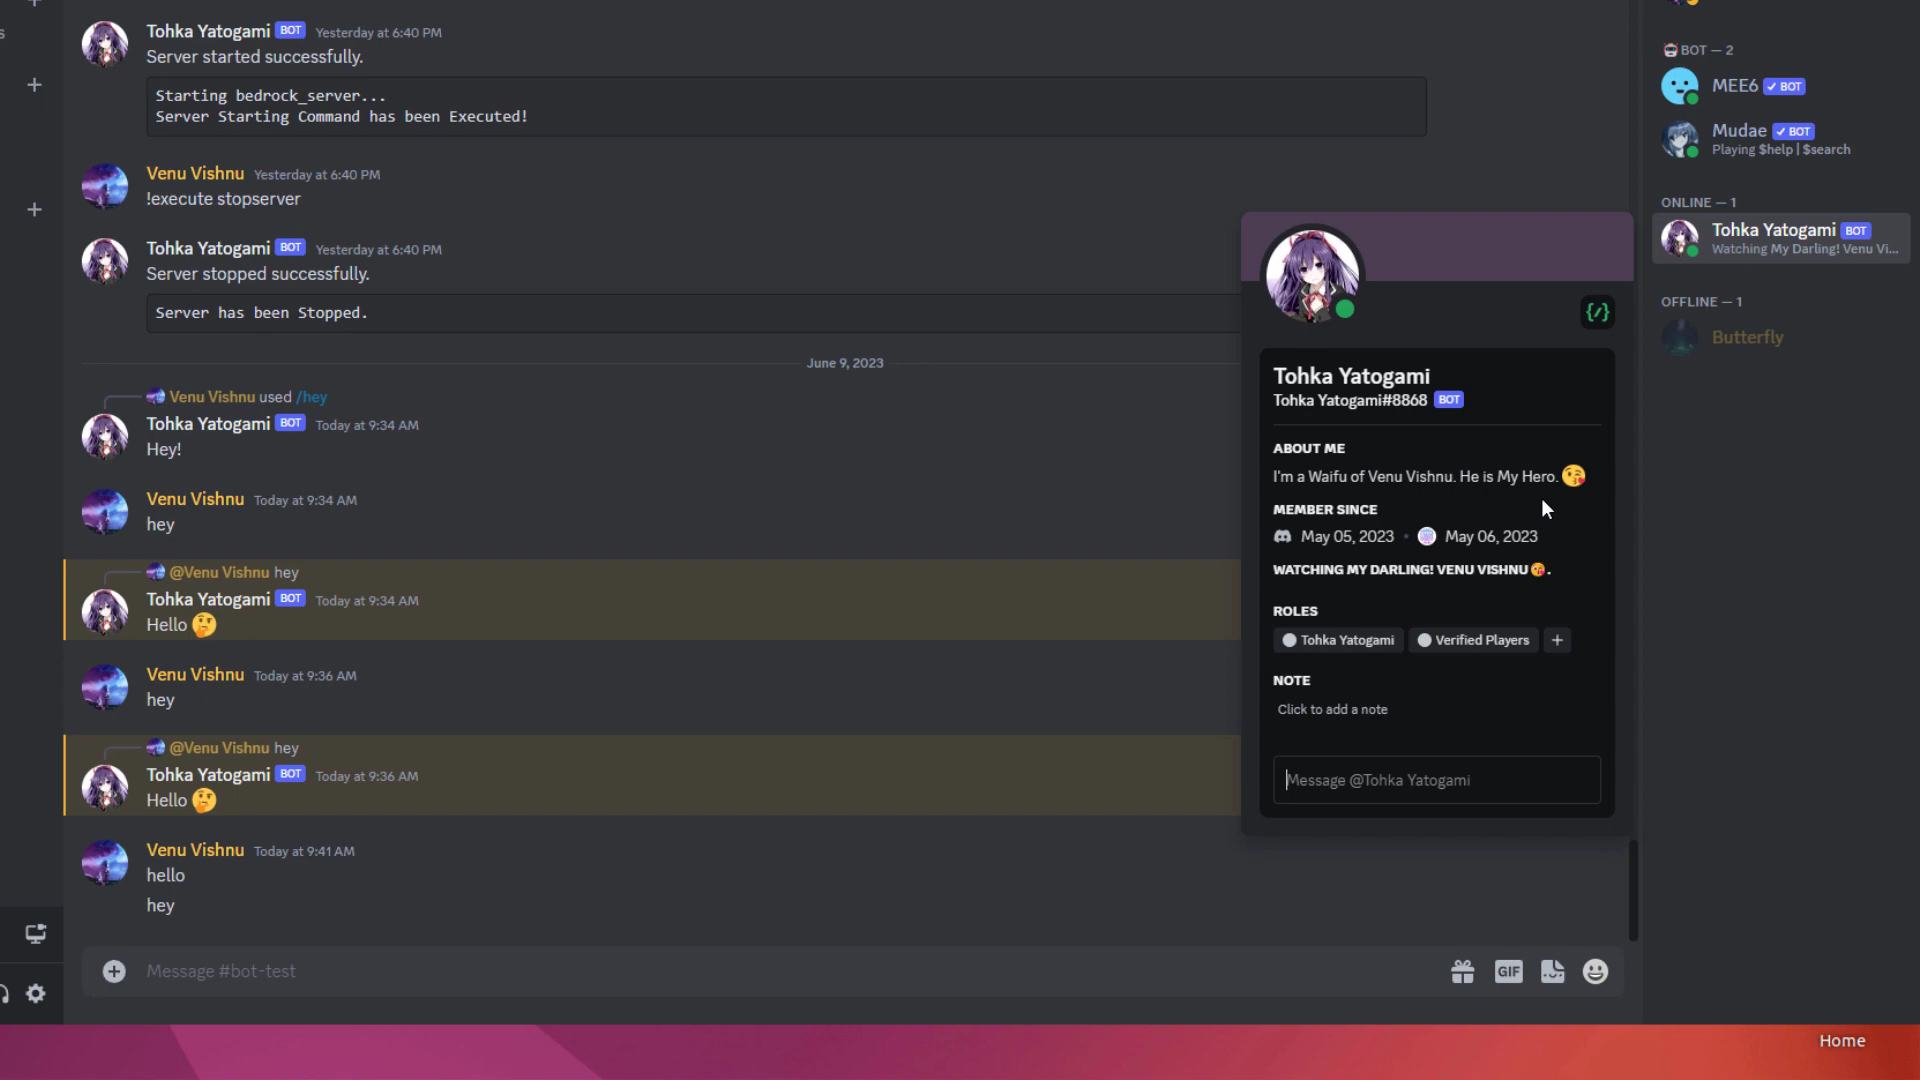 s
Tohka Yatogami BOT Yesterday at 6:40 PM
Server started successfully.
Starting bedrock_server...
Server Starting Command has been Executed!
Venu Vishnu Yesterday at 6:40 PM
!execute stopserver
Tohka Yatogami BOT Yesterday at 6:40 PM
Server stopped successfully.
Server has been Stopped.
June 9, 2023
Venu Vishnu used /hey
Tohka Yatogami BOT Today at 9:34 AM
Hey!
Venu Vishnu Today at 9:34 AM
hey
@Venu Vishnu hey
Tohka Yatogami BOT Today at 9:34 AM
Hello 🤔
Venu Vishnu Today at 9:36 AM
hey
@Venu Vishnu hey
Tohka Yatogami BOT Today at 9:36 AM
Hello 🤔
Venu Vishnu Today at 9:41 AM
hello
hey
Message #bot-test
GIF
Tohka Yatogami
Tohka Yatogami#8868 BOT
ABOUT ME
I'm a Waifu of Venu Vishnu. He is My Hero. 😘
MEMBER SINCE
May 05, 2023 • May 06, 2023
WATCHING MY DARLING! VENU VISHNU😘.
ROLES
Tohka Yatogami Verified Players +
NOTE
Click to add a note
Message @Tohka Yatogami
BOT — 2
MEE6 ✓ BOT
Mudae ✓ BOT
Playing $help | $search
ONLINE — 1
Tohka Yatogami BOT
Watching My Darling! Venu Vi...
OFFLINE — 1
Butterfly
Home